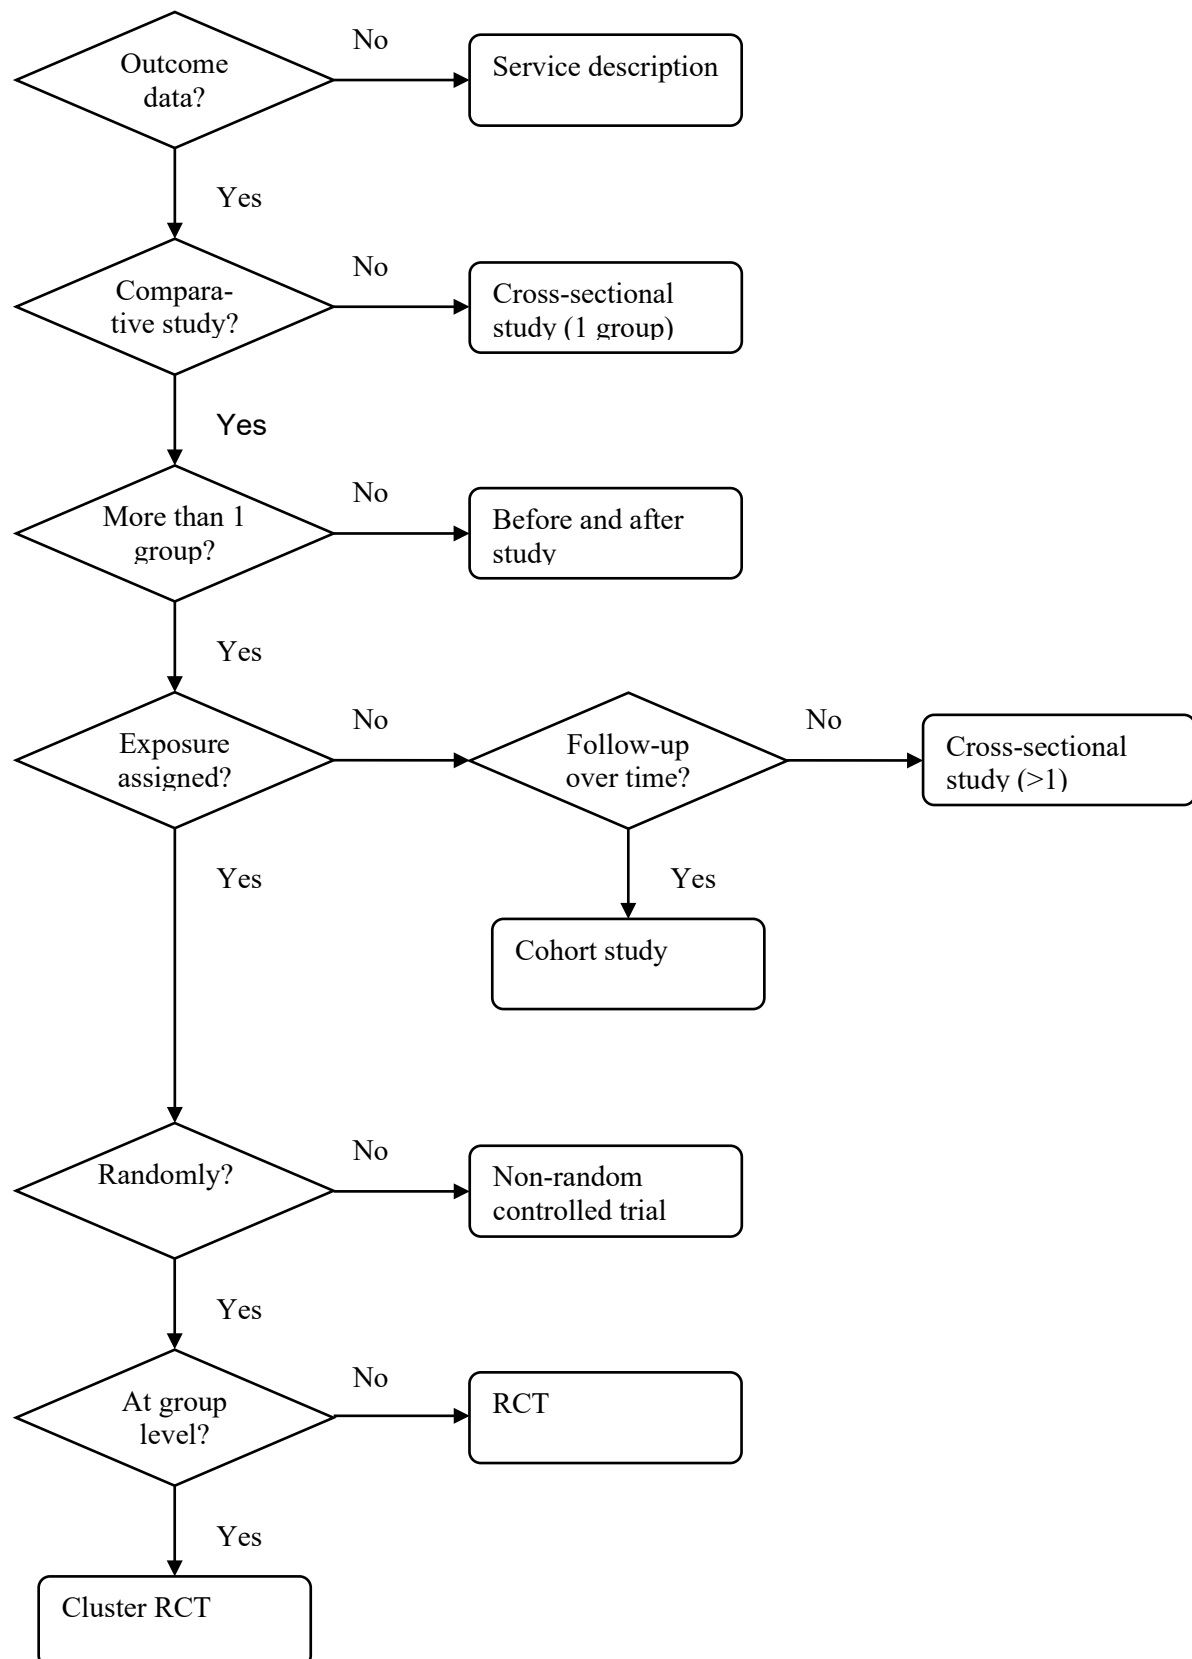 No
Outcome
data?
Service description
Yes
No
Compara-
tive study?
Cross-sectional
study (1 group)
Yes
No
More than 1
group?
Before and after
study
Yes
No
Exposure
assigned?
Follow-up
over time?
No
Cross-sectional
study (>1)
Yes
Yes
Cohort study
No
Randomly?
Non-random
controlled trial
Yes
No
At group
level?
RCT
Yes
Cluster RCT